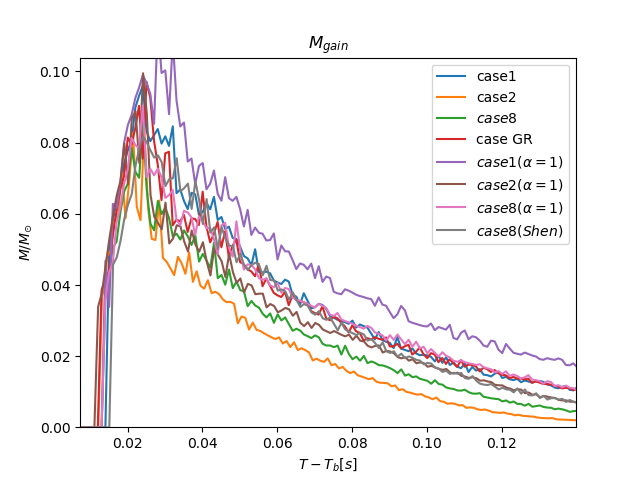 M_gain
M/M_⊙
0.10
0.08
0.06
0.04
0.02
0.00
0.02 0.04 0.06 0.08 0.10 0.12
T − T_b[s]
case1
case2
case8
case GR
case1(α = 1)
case2(α = 1)
case8(α = 1)
case8(Shen)